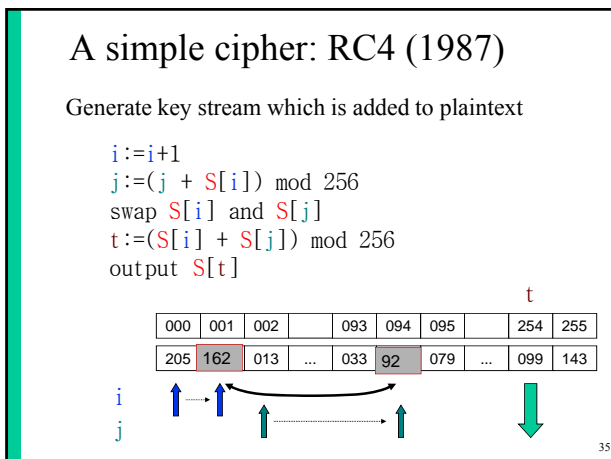 A simple cipher: RC4 (1987)
Generate key stream which is added to plaintext
i:=i+1
j:=(j + S[i]) mod 256
swap S[i] and S[j]
t:=(S[i] + S[j]) mod 256
output S[t]
t
000 001 002 093 094 095 254 255
205 162 013 ... 033 92 079 ... 099 143
i
j
35